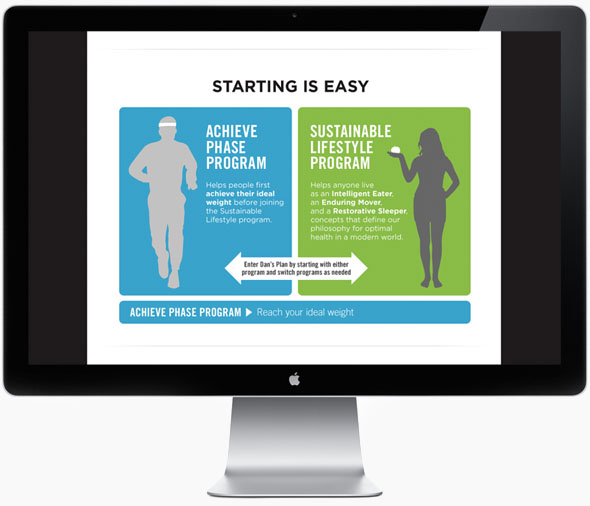 STARTING IS EASY
ACHIEVE
PHASE
PROGRAM
Helps people first
achieve their ideal
weight before joining
the Sustainable
Lifestyle program.
SUSTAINABLE
LIFESTYLE
PROGRAM
Helps anyone live
as an Intelligent Eater,
an Enduring Mover,
and a Restorative Sleeper,
concepts that define our
philosophy for optimal
health in a modern world.
Enter Dan's Plan by starting with either
program and switch programs as needed
ACHIEVE PHASE PROGRAM ▶ Reach your ideal weight